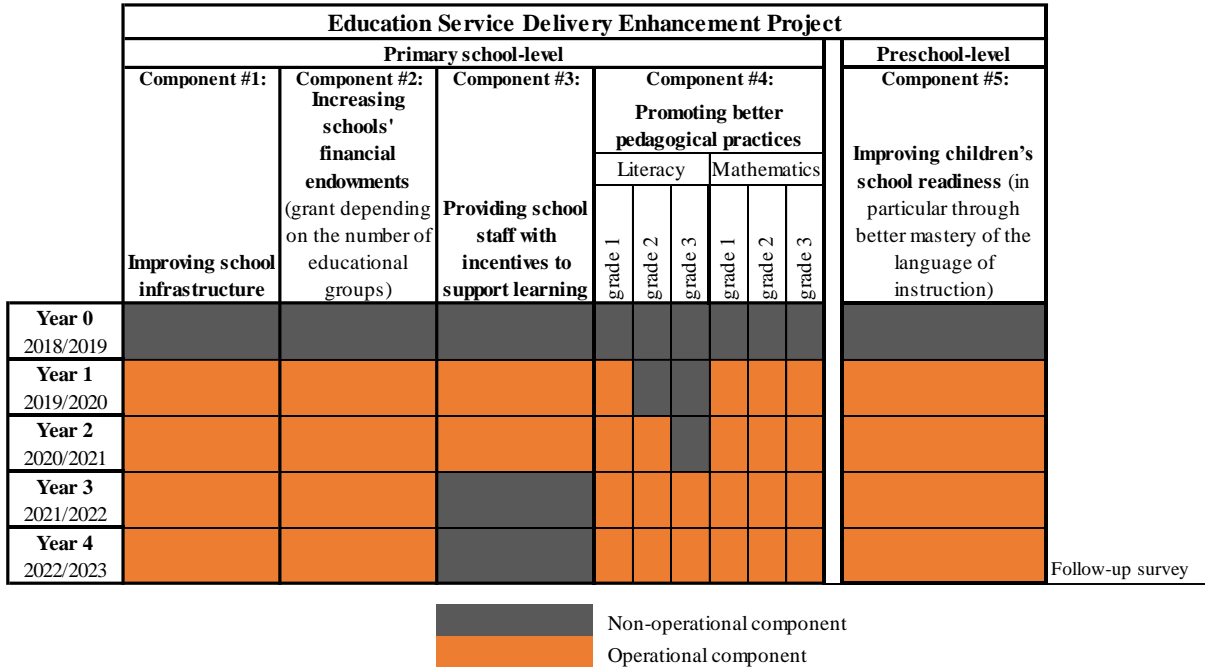 Education Service Delivery Enhancement Project
Primary school-level
Preschool-level
Component #1:
Improving school
infrastructure
Component #2:
Increasing
schools'
financial
endowments
(grant depending
on the number of
educational
groups)
Component #3:
Providing school
staff with
incentives to
support learning
Component #4:
Promoting better
pedagogical practices
Literacy
Mathematics
grade 1
grade 2
grade 3
grade 1
grade 2
grade 3
Component #5:
Improving children’s
school readiness (in
particular through
better mastery of the
language of
instruction)
Year 0
2018/2019
Year 1
2019/2020
Year 2
2020/2021
Year 3
2021/2022
Year 4
2022/2023
Follow-up survey
Non-operational component
Operational component